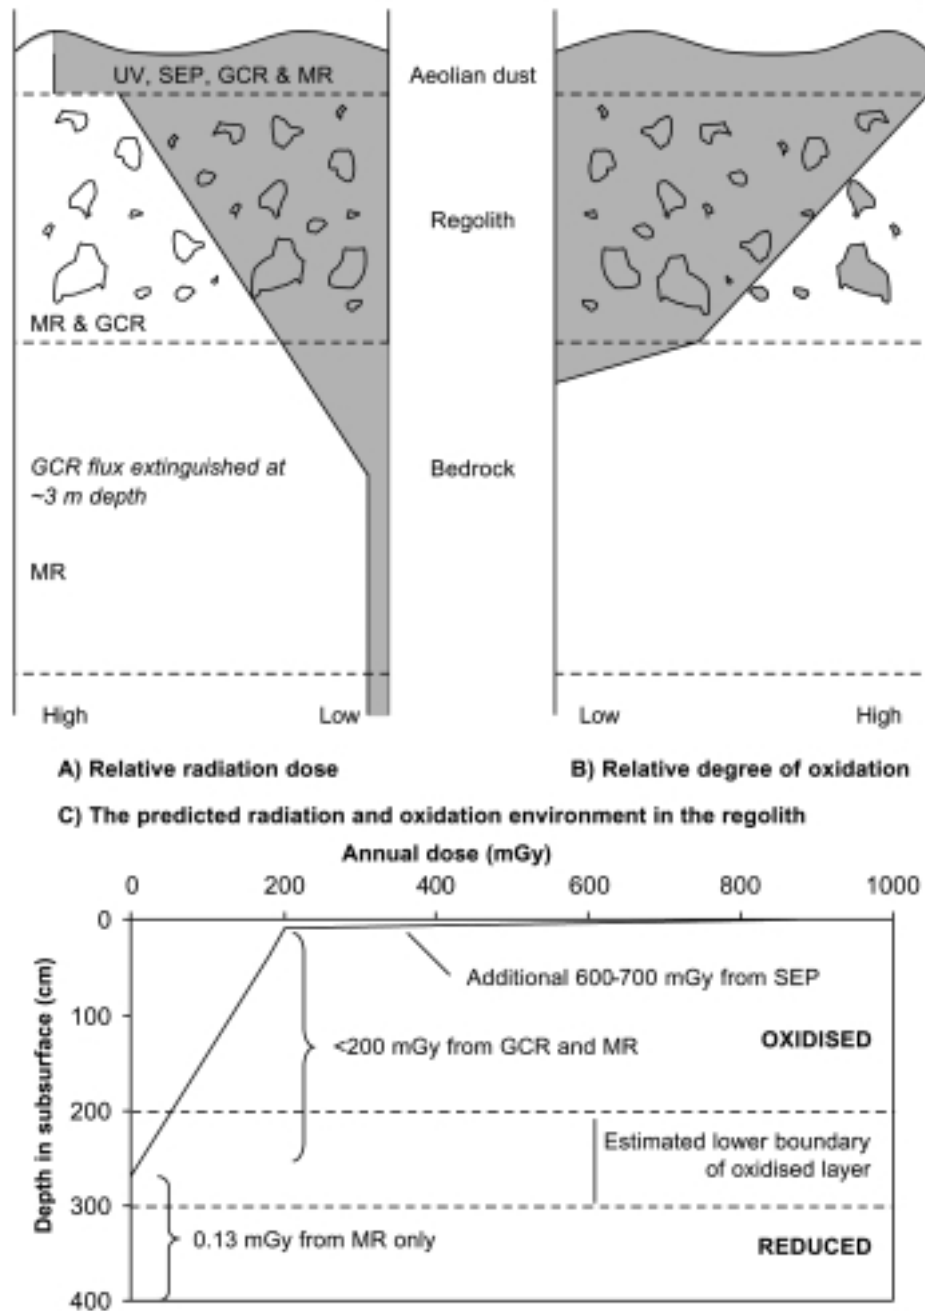 UV, SEP, GCR & MR
Aeolian dust
Regolith
MR & GCR
GCR flux extinguished at
~3 m depth
Bedrock
MR
High
Low
Low
High
A) Relative radiation dose
B) Relative degree of oxidation
C) The predicted radiation and oxidation environment in the regolith
Annual dose (mGy)
0
200
400
600
800
1000
Depth in subsurface (cm)
0
100
200
300
400
Additional 600-700 mGy from SEP
<200 mGy from GCR and MR
OXIDISED
Estimated lower boundary
of oxidised layer
0.13 mGy from MR only
REDUCED